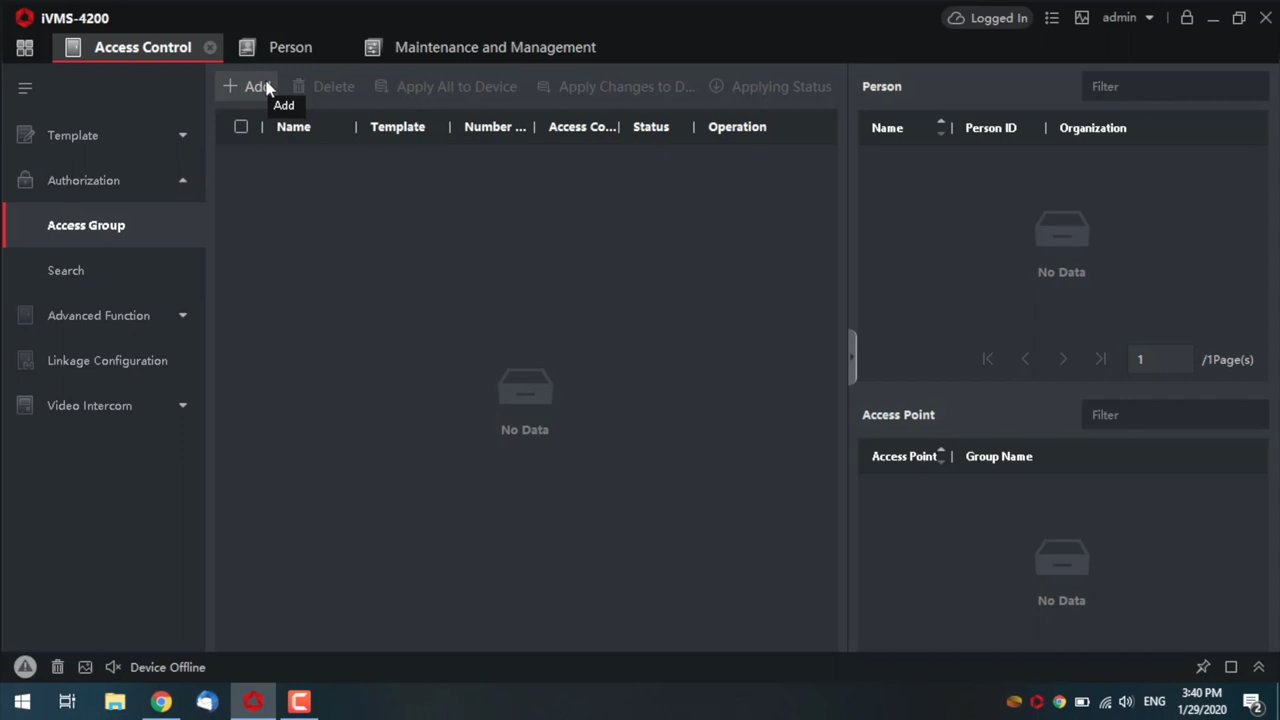 iVMS-4200
Logged In
admin
Access Control
Person
Maintenance and Management
Template
Authorization
Access Group
Search
Advanced Function
Linkage Configuration
Video Intercom
Add Delete Apply All to Device Apply Changes to D... Applying Status
Add
Name Template Number ... Access Co... Status Operation
No Data
Person Filter
Name Person ID Organization
No Data
1 /1Page(s)
Access Point Filter
Access Point Group Name
No Data
Device Offline
ENG
3:40 PM
1/29/2020
2